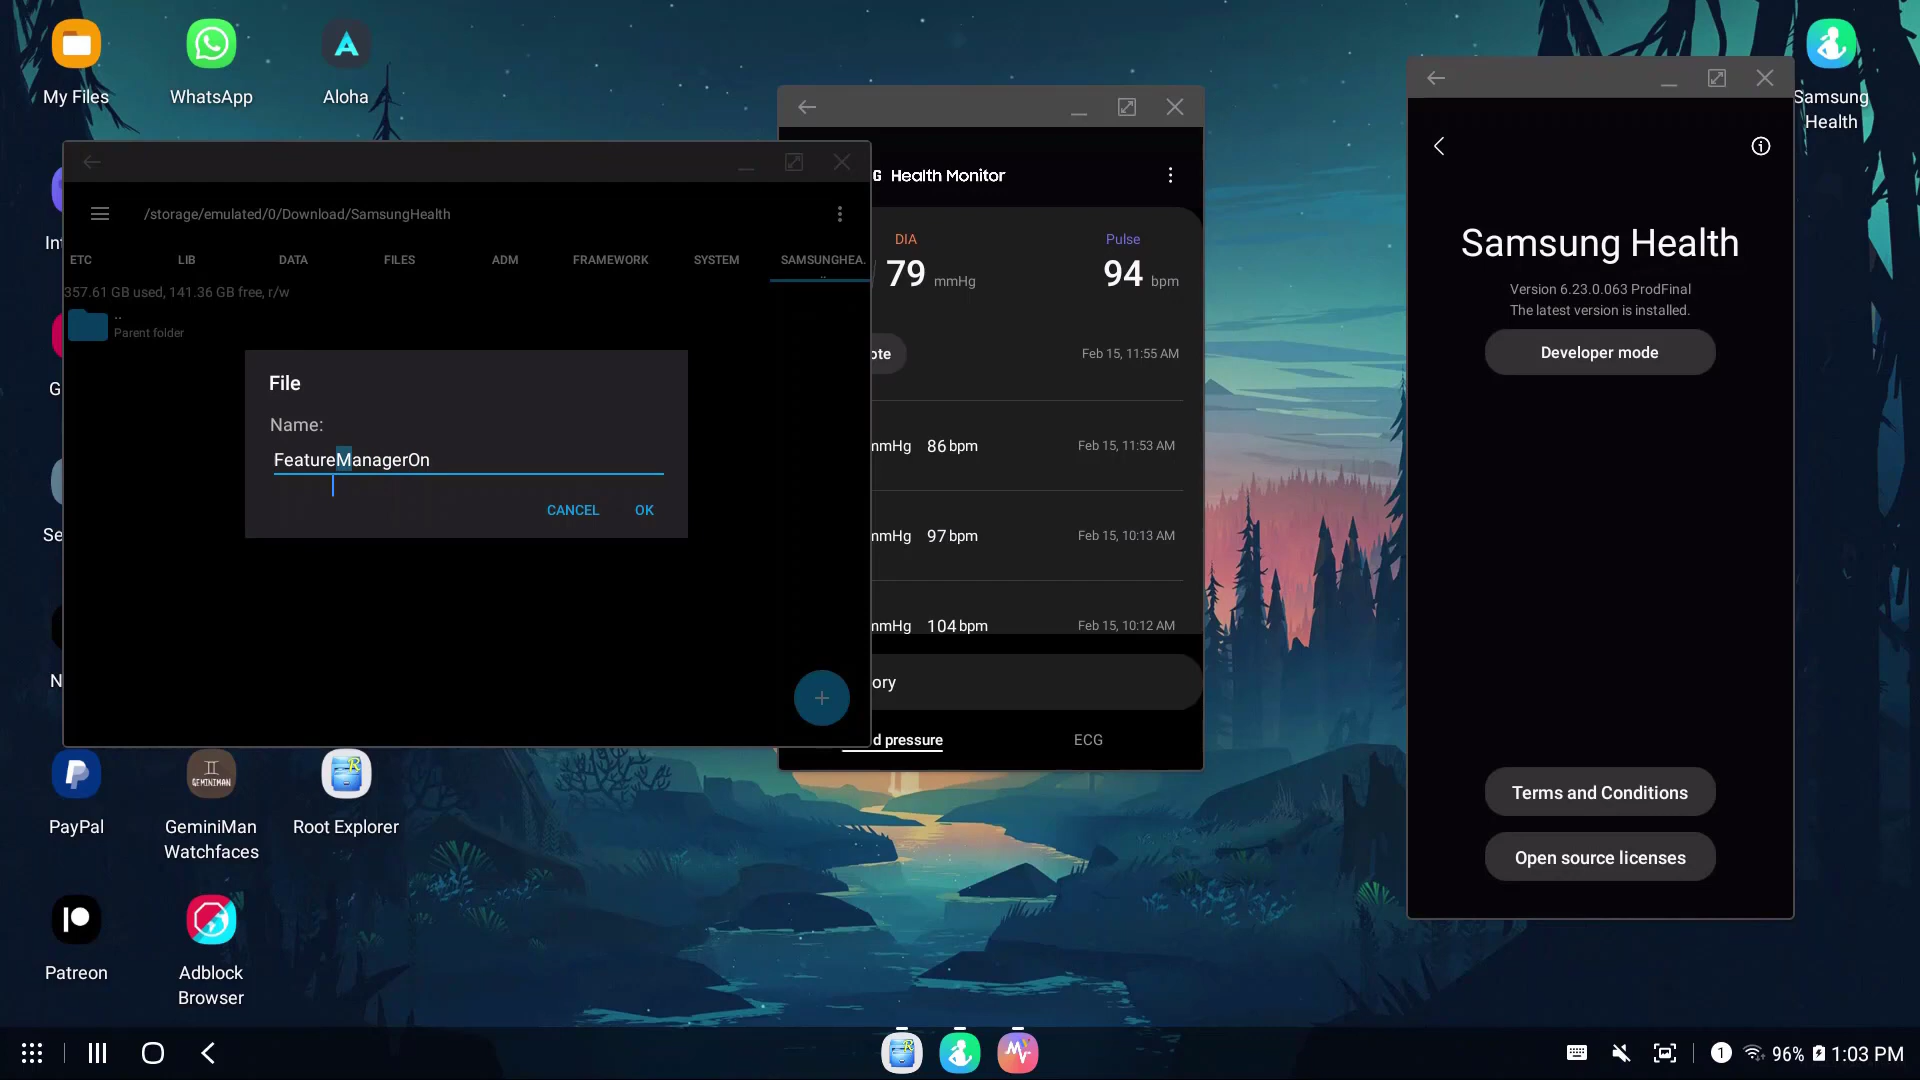 My Files
WhatsApp
Aloha
Samsung
Health
/storage/emulated/0/Download/SamsungHealth
ETC
LIB
DATA
FILES
ADM
FRAMEWORK
SYSTEM
SAMSUNGHEA..
357.61 GB used, 141.36 GB free, r/w
..
Parent folder
File
Name:
FeatureManagerOn
CANCEL
OK
In
G
Se
N
G Health Monitor
DIA
Pulse
79 mmHg
94 bpm
ote
Feb 15, 11:55 AM
mmHg 86 bpm
Feb 15, 11:53 AM
mmHg 97 bpm
Feb 15, 10:13 AM
mmHg 104 bpm
Feb 15, 10:12 AM
ory
d pressure
ECG
Samsung Health
Version 6.23.0.063 ProdFinal
The latest version is installed.
Developer mode
Terms and Conditions
Open source licenses
PayPal
GEMINIMAN
GeminiMan
Watchfaces
Root Explorer
Patreon
Adblock
Browser
1
96%
1:03 PM